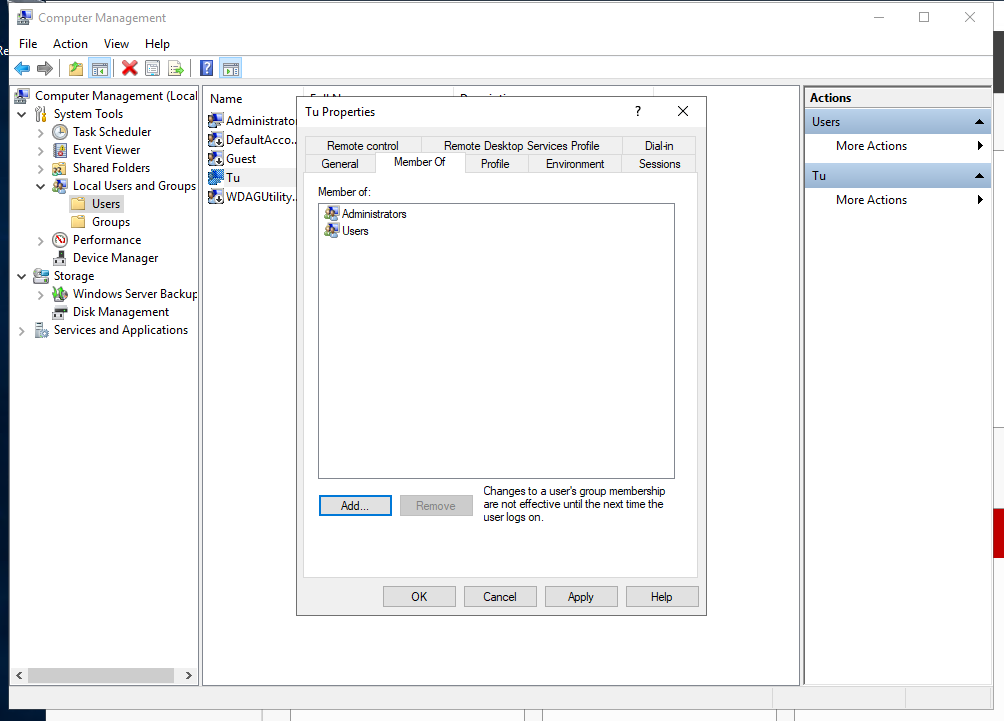 Computer Management
File Action View Help
Computer Management (Local
System Tools
Task Scheduler
Event Viewer
Shared Folders
Local Users and Groups
Users
Groups
Performance
Device Manager
Storage
Windows Server Backup
Disk Management
Services and Applications
Name
Administrato
DefaultAcco...
Guest
Tu
WDAGUtility...
Tu Properties
?
Remote control Remote Desktop Services Profile Dial-in
General Member Of Profile Environment Sessions
Member of:
Administrators
Users
Add... Remove
Changes to a user's group membership
are not effective until the next time the
user logs on.
OK Cancel Apply Help
Actions
Users
More Actions
Tu
More Actions